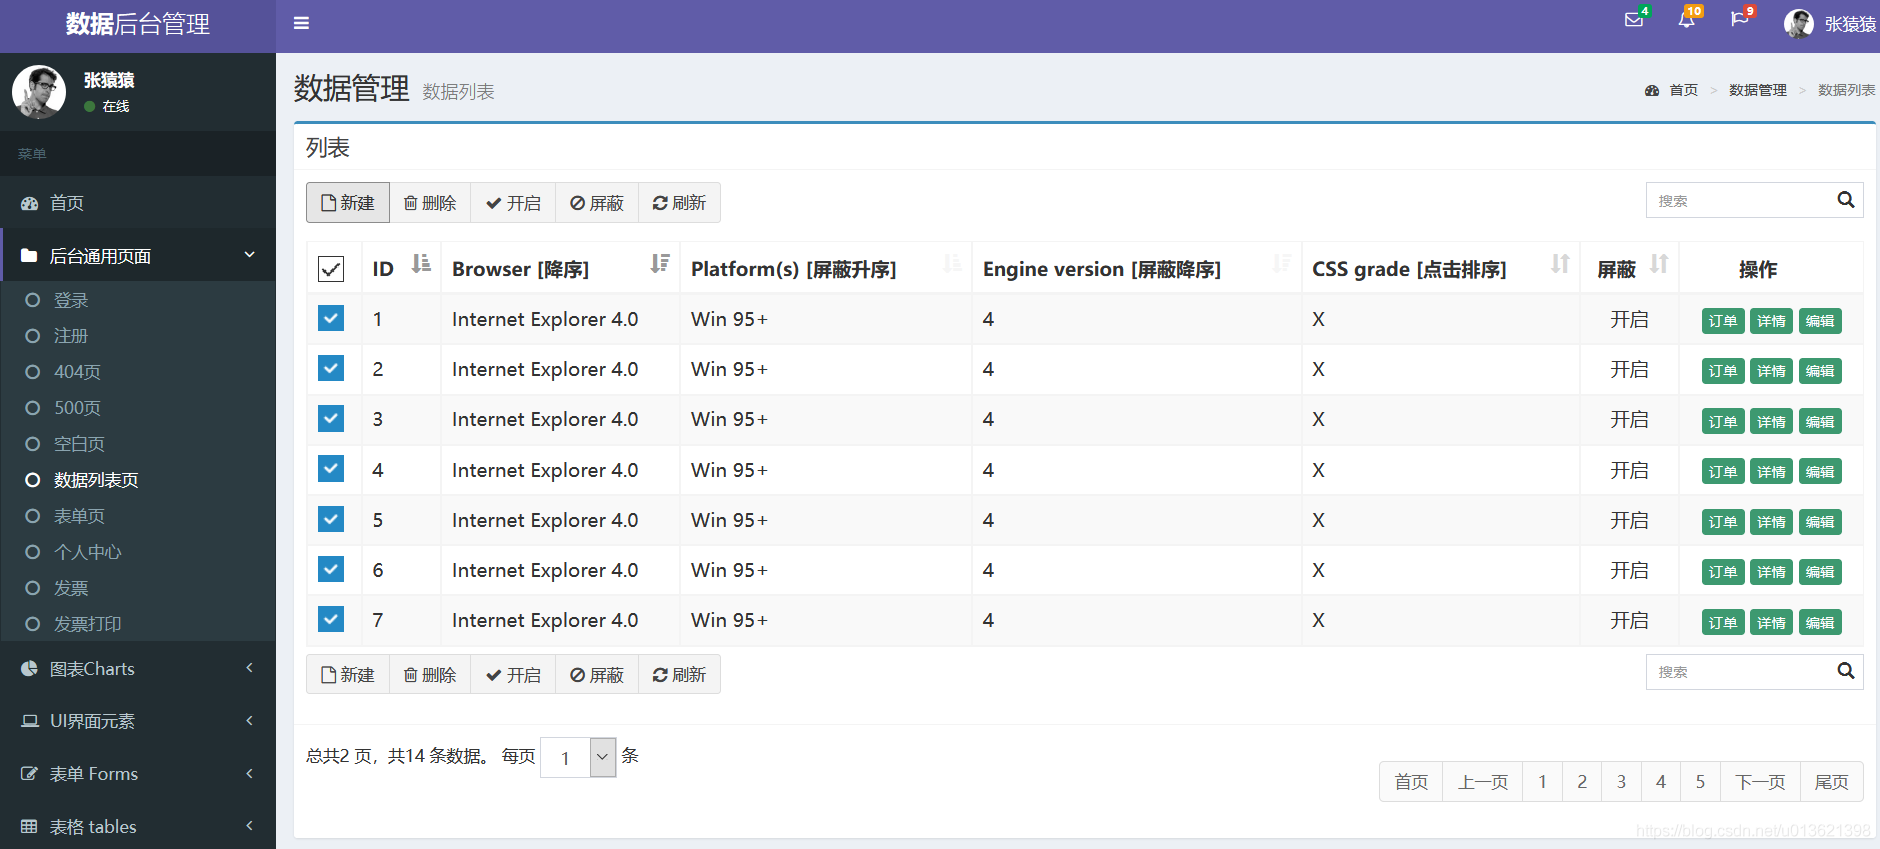 数据后台管理
4
10
9
张猿猿
张猿猿
在线
菜单
首页
后台通用页面
登录
注册
404页
500页
空白页
数据列表页
表单页
个人中心
发票
发票打印
图表Charts
UI界面元素
表单 Forms
表格 tables
数据管理 数据列表
首页 > 数据管理 > 数据列表
列表
新建 删除 开启 屏蔽 刷新
搜索
ID Browser [降序] Platform(s) [屏蔽升序] Engine version [屏蔽降序] CSS grade [点击排序] 屏蔽 操作
1 Internet Explorer 4.0 Win 95+ 4 X 开启 订单 详情 编辑
2 Internet Explorer 4.0 Win 95+ 4 X 开启 订单 详情 编辑
3 Internet Explorer 4.0 Win 95+ 4 X 开启 订单 详情 编辑
4 Internet Explorer 4.0 Win 95+ 4 X 开启 订单 详情 编辑
5 Internet Explorer 4.0 Win 95+ 4 X 开启 订单 详情 编辑
6 Internet Explorer 4.0 Win 95+ 4 X 开启 订单 详情 编辑
7 Internet Explorer 4.0 Win 95+ 4 X 开启 订单 详情 编辑
新建 删除 开启 屏蔽 刷新
搜索
总共2 页，共14 条数据。 每页 1 条
首页 上一页 1 2 3 4 5 下一页 尾页
https://blog.csdn.net/u013621398